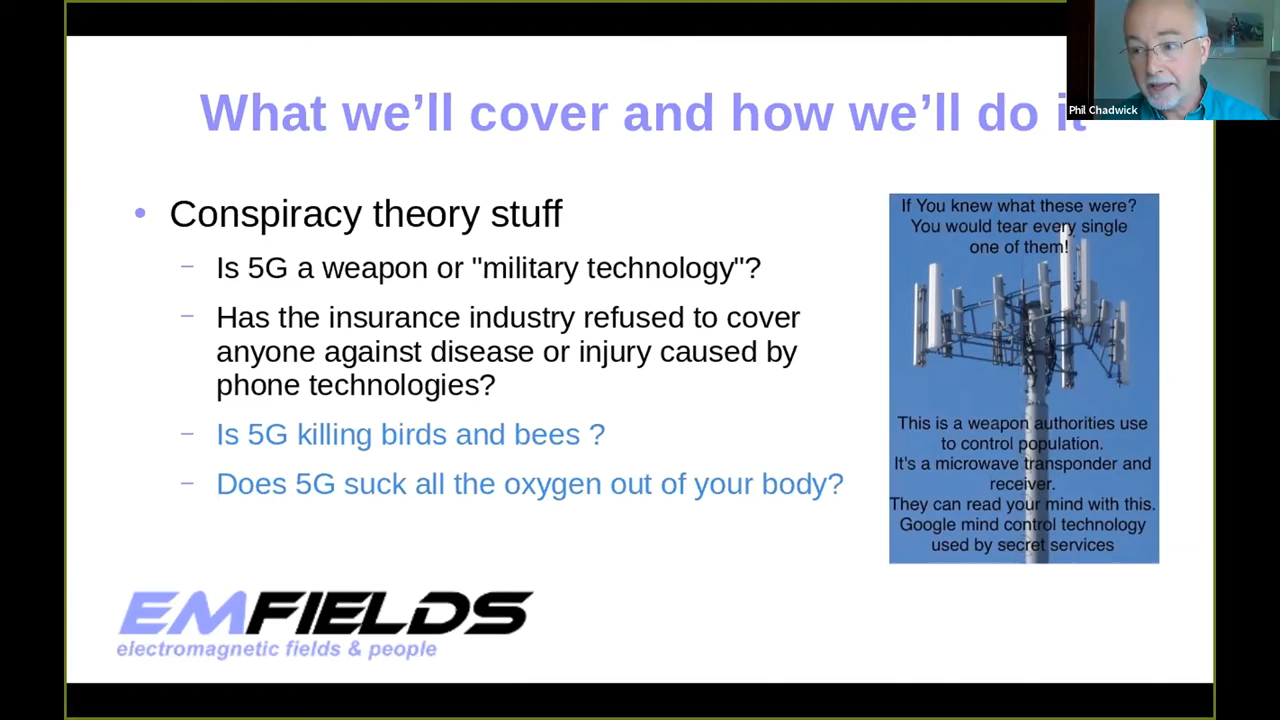 What we'll cover and how we'll do it
Phil Chadwick
• Conspiracy theory stuff
– Is 5G a weapon or "military technology"?
– Has the insurance industry refused to cover
anyone against disease or injury caused by
phone technologies?
– Is 5G killing birds and bees ?
– Does 5G suck all the oxygen out of your body?
If You knew what these were?
You would tear every single
one of them!
This is a weapon authorities use
to control population.
It's a microwave transponder and
receiver.
They can read your mind with this.
Google mind control technology
used by secret services
EMFIELDS
electromagnetic fields & people